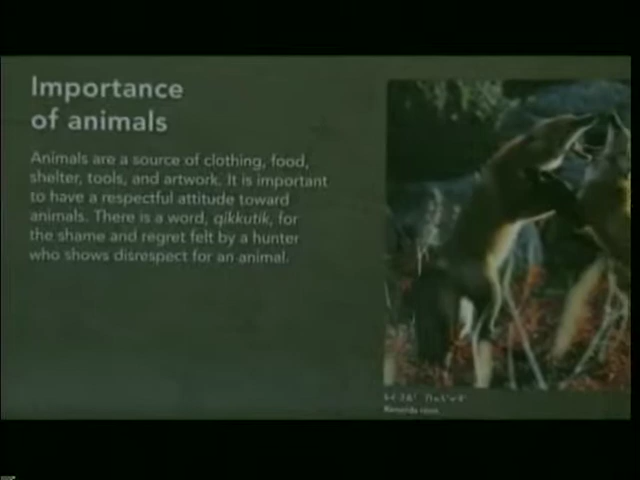 Importance
of animals
Animals are a source of clothing, food,
shelter, tools, and artwork. It is important
to have a respectful attitude toward
animals. There is a word, qikkutik, for
the shame and regret felt by a hunter
who shows disrespect for an animal.